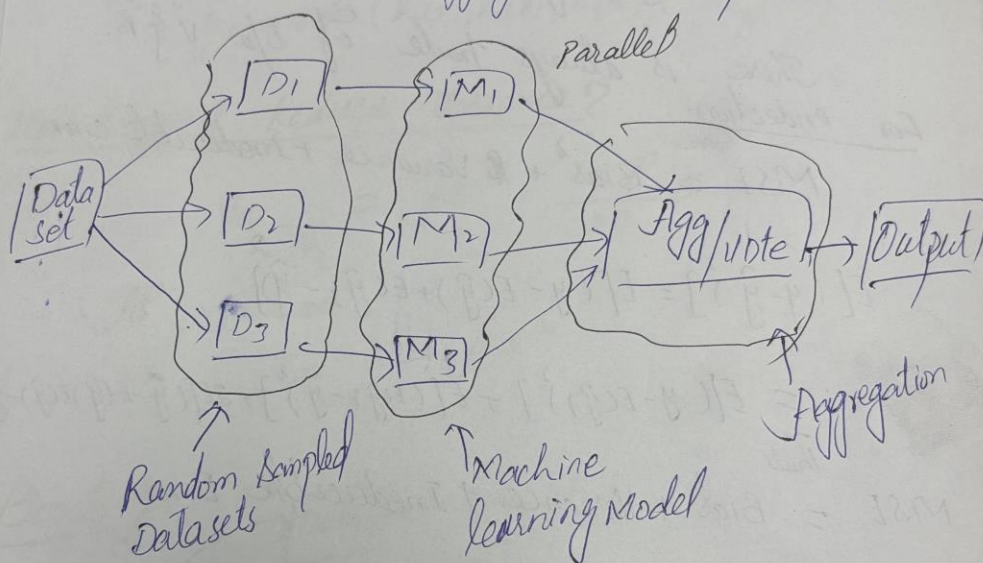 Parallel
D1
M1
Data
set
D2
M2
Agg/vote
Output
D3
M3
Aggregation
Random Sampled
Datasets
Machine
learning Model